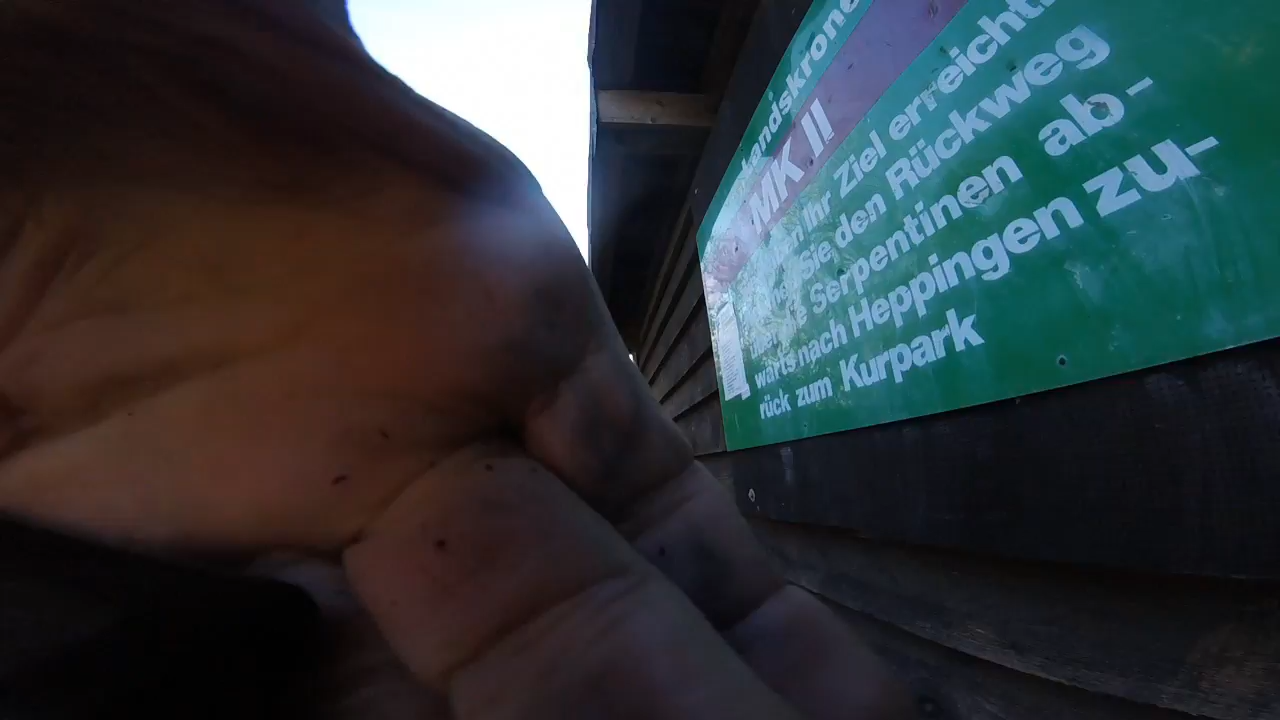 Landskrone
MK II
Ihr Ziel erreicht.
Sie den Rückweg
Serpentinen ab-
wärts nach Heppingen zu-
rück zum Kurpark